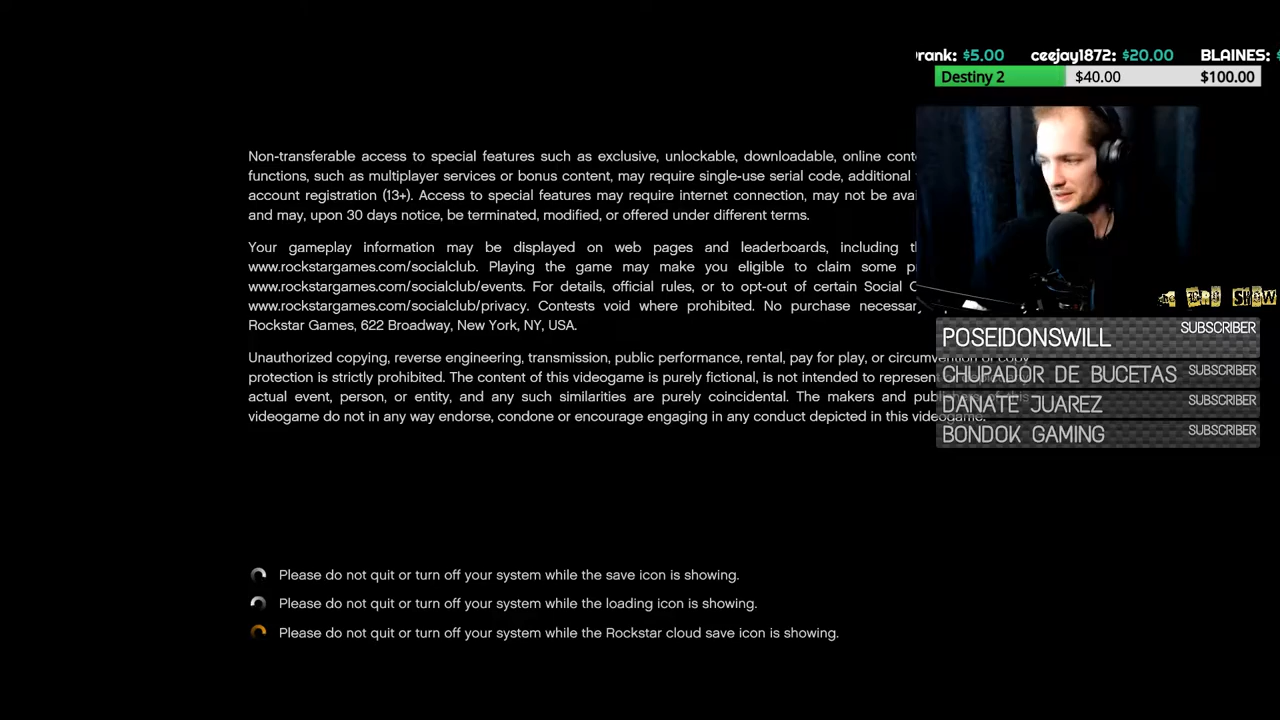 rank: $5.00 ceejay1872: $20.00 BLAINES:
Destiny 2 $40.00 $100.00
Non-transferable access to special features such as exclusive, unlockable, downloadable, online
functions, such as multiplayer services or bonus content, may require single-use serial code, additional
account registration (13+). Access to special features may require internet connection, may not be
and may, upon 30 days notice, be terminated, modified, or offered under different terms.
Your gameplay information may be displayed on web pages and leaderboards, including
www.rockstargames.com/socialclub. Playing the game may make you eligible to claim some
www.rockstargames.com/socialclub/events. For details, official rules, or to opt-out of certain Social
www.rockstargames.com/socialclub/privacy. Contests void where prohibited. No purchase necessary
Rockstar Games, 622 Broadway, New York, NY, USA.
Unauthorized copying, reverse engineering, transmission, public performance, rental, pay for play, or circumvention of copy
protection is strictly prohibited. The content of this videogame is purely fictional, is not intended to represent
actual event, person, or entity, and any such similarities are purely coincidental. The makers and publishers of this
videogame do not in any way endorse, condone or encourage engaging in any conduct depicted in this videogame.
SHOW
POSEIDONSWILL SUBSCRIBER
CHUPADOR DE BUCETAS SUBSCRIBER
DANATE JUAREZ SUBSCRIBER
BONDOK GAMING SUBSCRIBER
Please do not quit or turn off your system while the save icon is showing.
Please do not quit or turn off your system while the loading icon is showing.
Please do not quit or turn off your system while the Rockstar cloud save icon is showing.